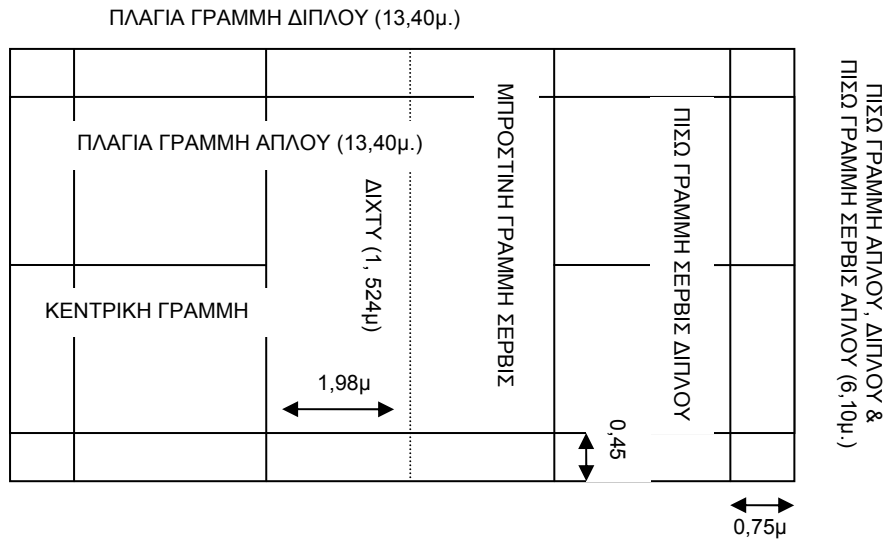 ΠΛΑΓΙΑ ΓΡΑΜΜΗ ΔΙΠΛΟΥ (13,40μ.)
ΠΛΑΓΙΑ ΓΡΑΜΜΗ ΑΠΛΟΥ (13,40μ.)
ΔΙΧΤΥ (1, 524μ)
ΜΠΡΟΣΤΙΝΗ ΓΡΑΜΜΗ ΣΕΡΒΙΣ
ΠΙΣΩ ΓΡΑΜΜΗ ΣΕΡΒΙΣ ΔΙΠΛΟΥ
ΠΙΣΩ ΓΡΑΜΜΗ ΑΠΛΟΥ, ΔΙΠΛΟΥ &
ΠΙΣΩ ΓΡΑΜΜΗ ΣΕΡΒΙΣ ΑΠΛΟΥ (6,10μ.)
ΚΕΝΤΡΙΚΗ ΓΡΑΜΜΗ
1,98μ
0,45
0,75μ